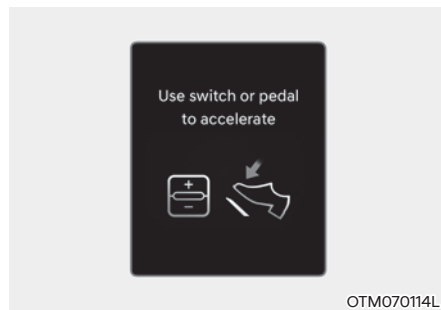 Use switch or pedal
to accelerate
+
−
OTM070114L